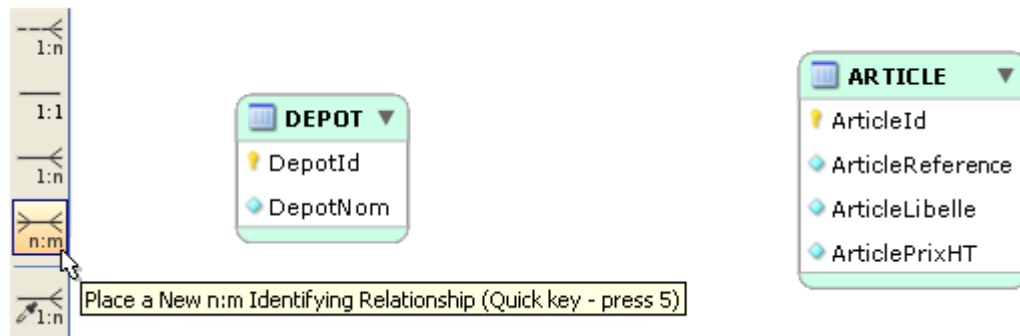 1:n
1:1
1:n
n:m
1:n
Place a New n:m Identifying Relationship (Quick key - press 5)
DEPOT
DepotId
DepotNom
ARTICLE
ArticleId
ArticleReference
ArticleLibelle
ArticlePrixHT